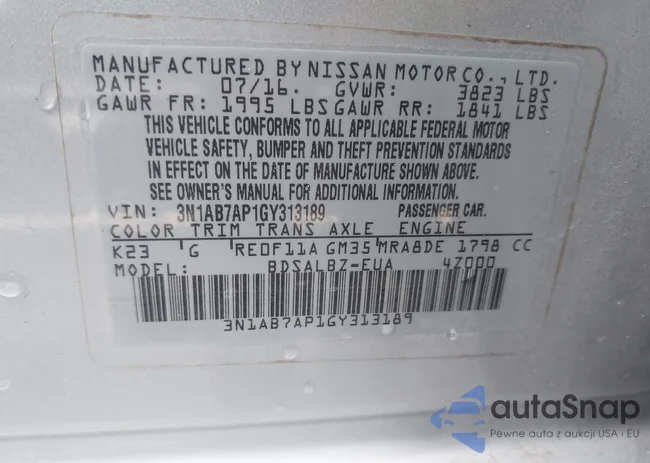 MANUFACTURED BY NISSAN MOTOR CO., LTD.
DATE: 07/16. GVWR: 3823 LBS
GAWR FR: 1995 LBS GAWR RR: 1841 LBS
THIS VEHICLE CONFORMS TO ALL APPLICABLE FEDERAL MOTOR
VEHICLE SAFETY, BUMPER AND THEFT PREVENTION STANDARDS
IN EFFECT ON THE DATE OF MANUFACTURE SHOWN ABOVE.
SEE OWNER'S MANUAL FOR ADDITIONAL INFORMATION.
VIN: 3N1AB7AP1GY313189 PASSENGER CAR.
COLOR TRIM TRANS AXLE ENGINE
K23 G RE0F11A GM35 MRA8DE 1798 CC
MODEL: BDSALBZ-EUA 4Z000
3N1AB7AP1GY313189
autoSnap
Pewne auta z aukcji USA i EU